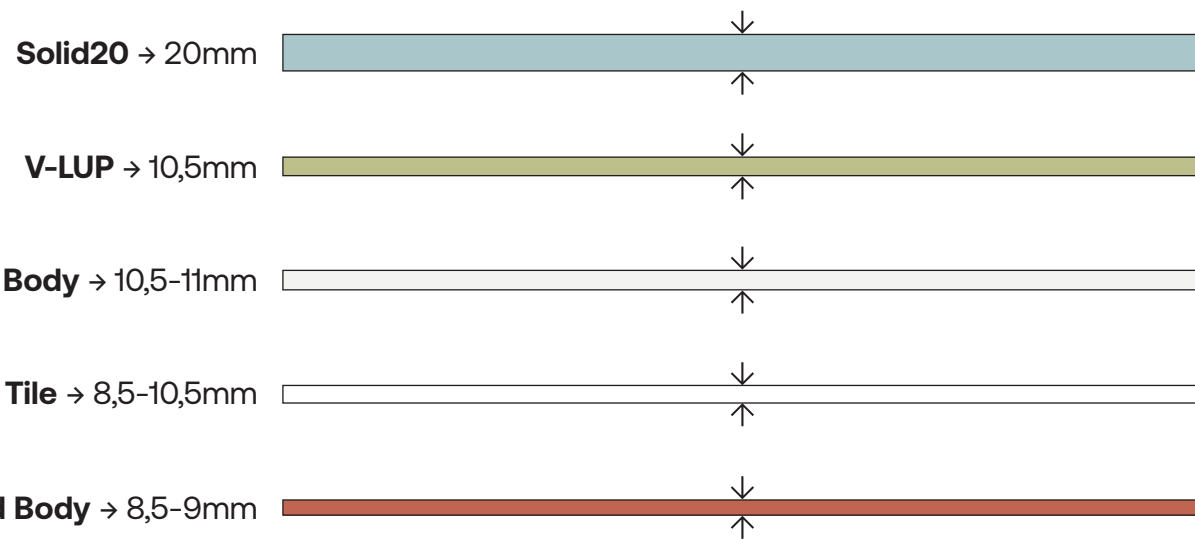 Solid20 → 20mm
V-LUP → 10,5mm
Body → 10,5-11mm
Tile → 8,5-10,5mm
Body → 8,5-9mm